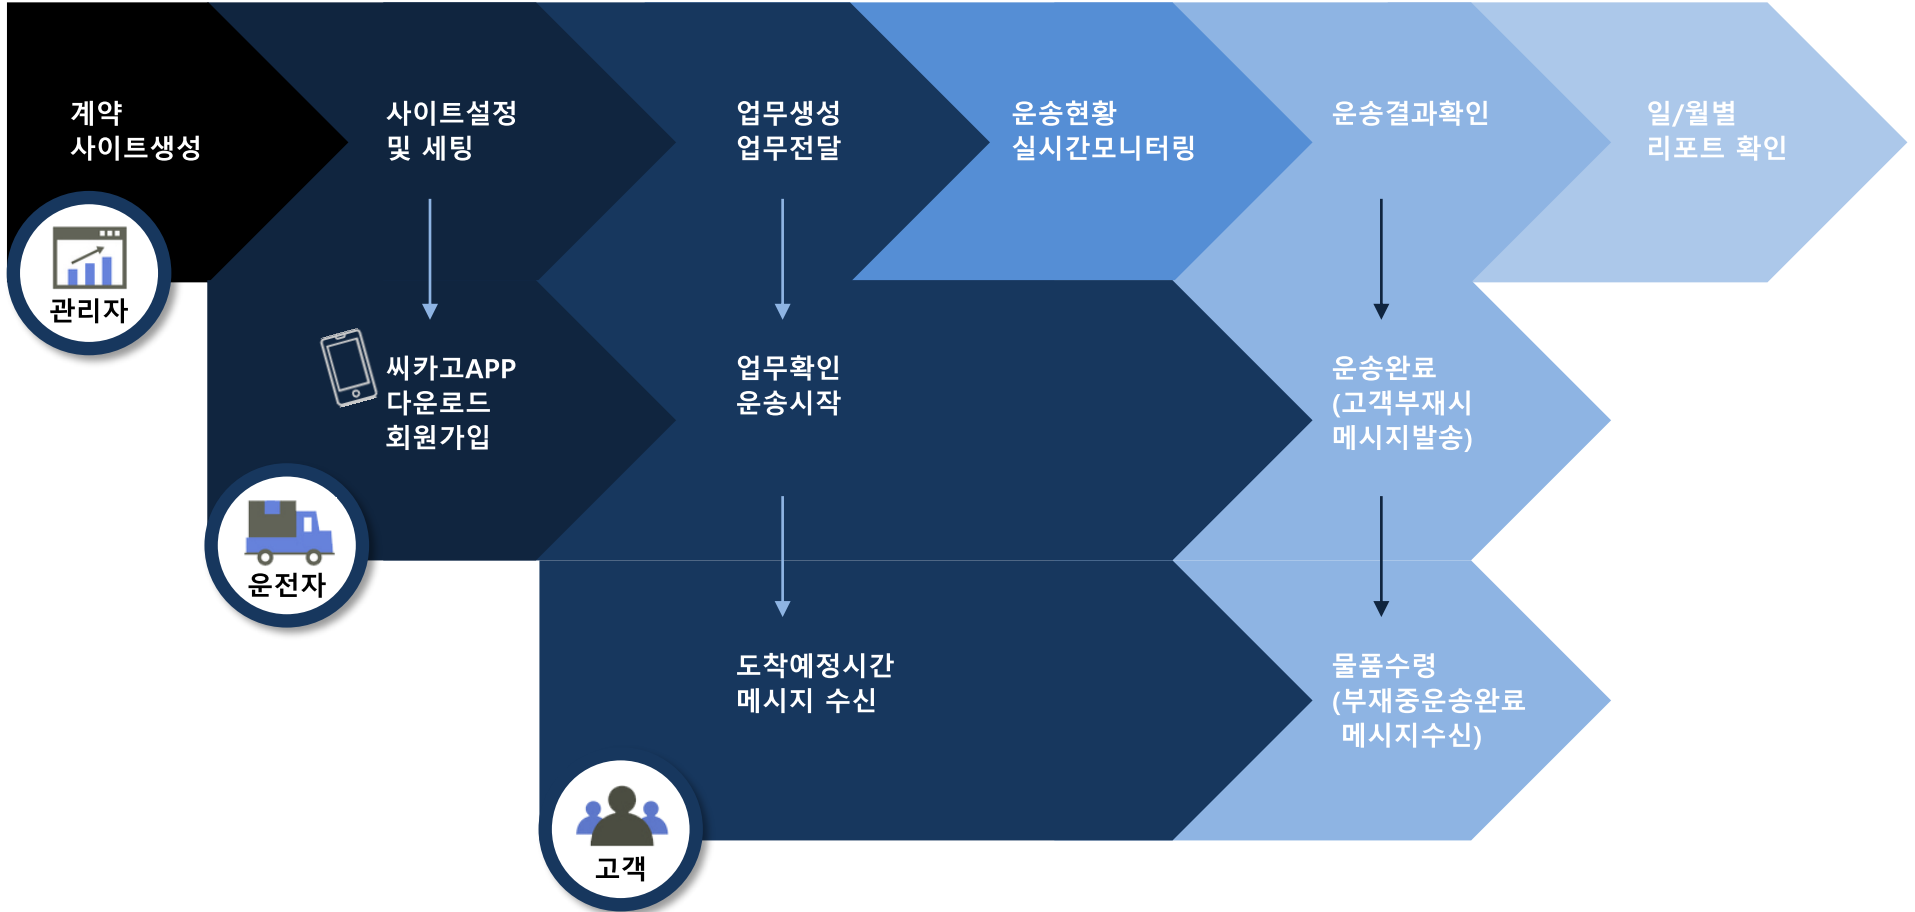 계약
사이트생성
사이트설정
및 세팅
업무생성
업무전달
운송현황
실시간모니터링
운송결과확인
일/월별
리포트 확인
관리자
씨카고APP
다운로드
회원가입
업무확인
운송시작
운송완료
(고객부재시
메시지발송)
운전자
도착예정시간
메시지 수신
물품수령
(부재중운송완료
메시지수신)
고객